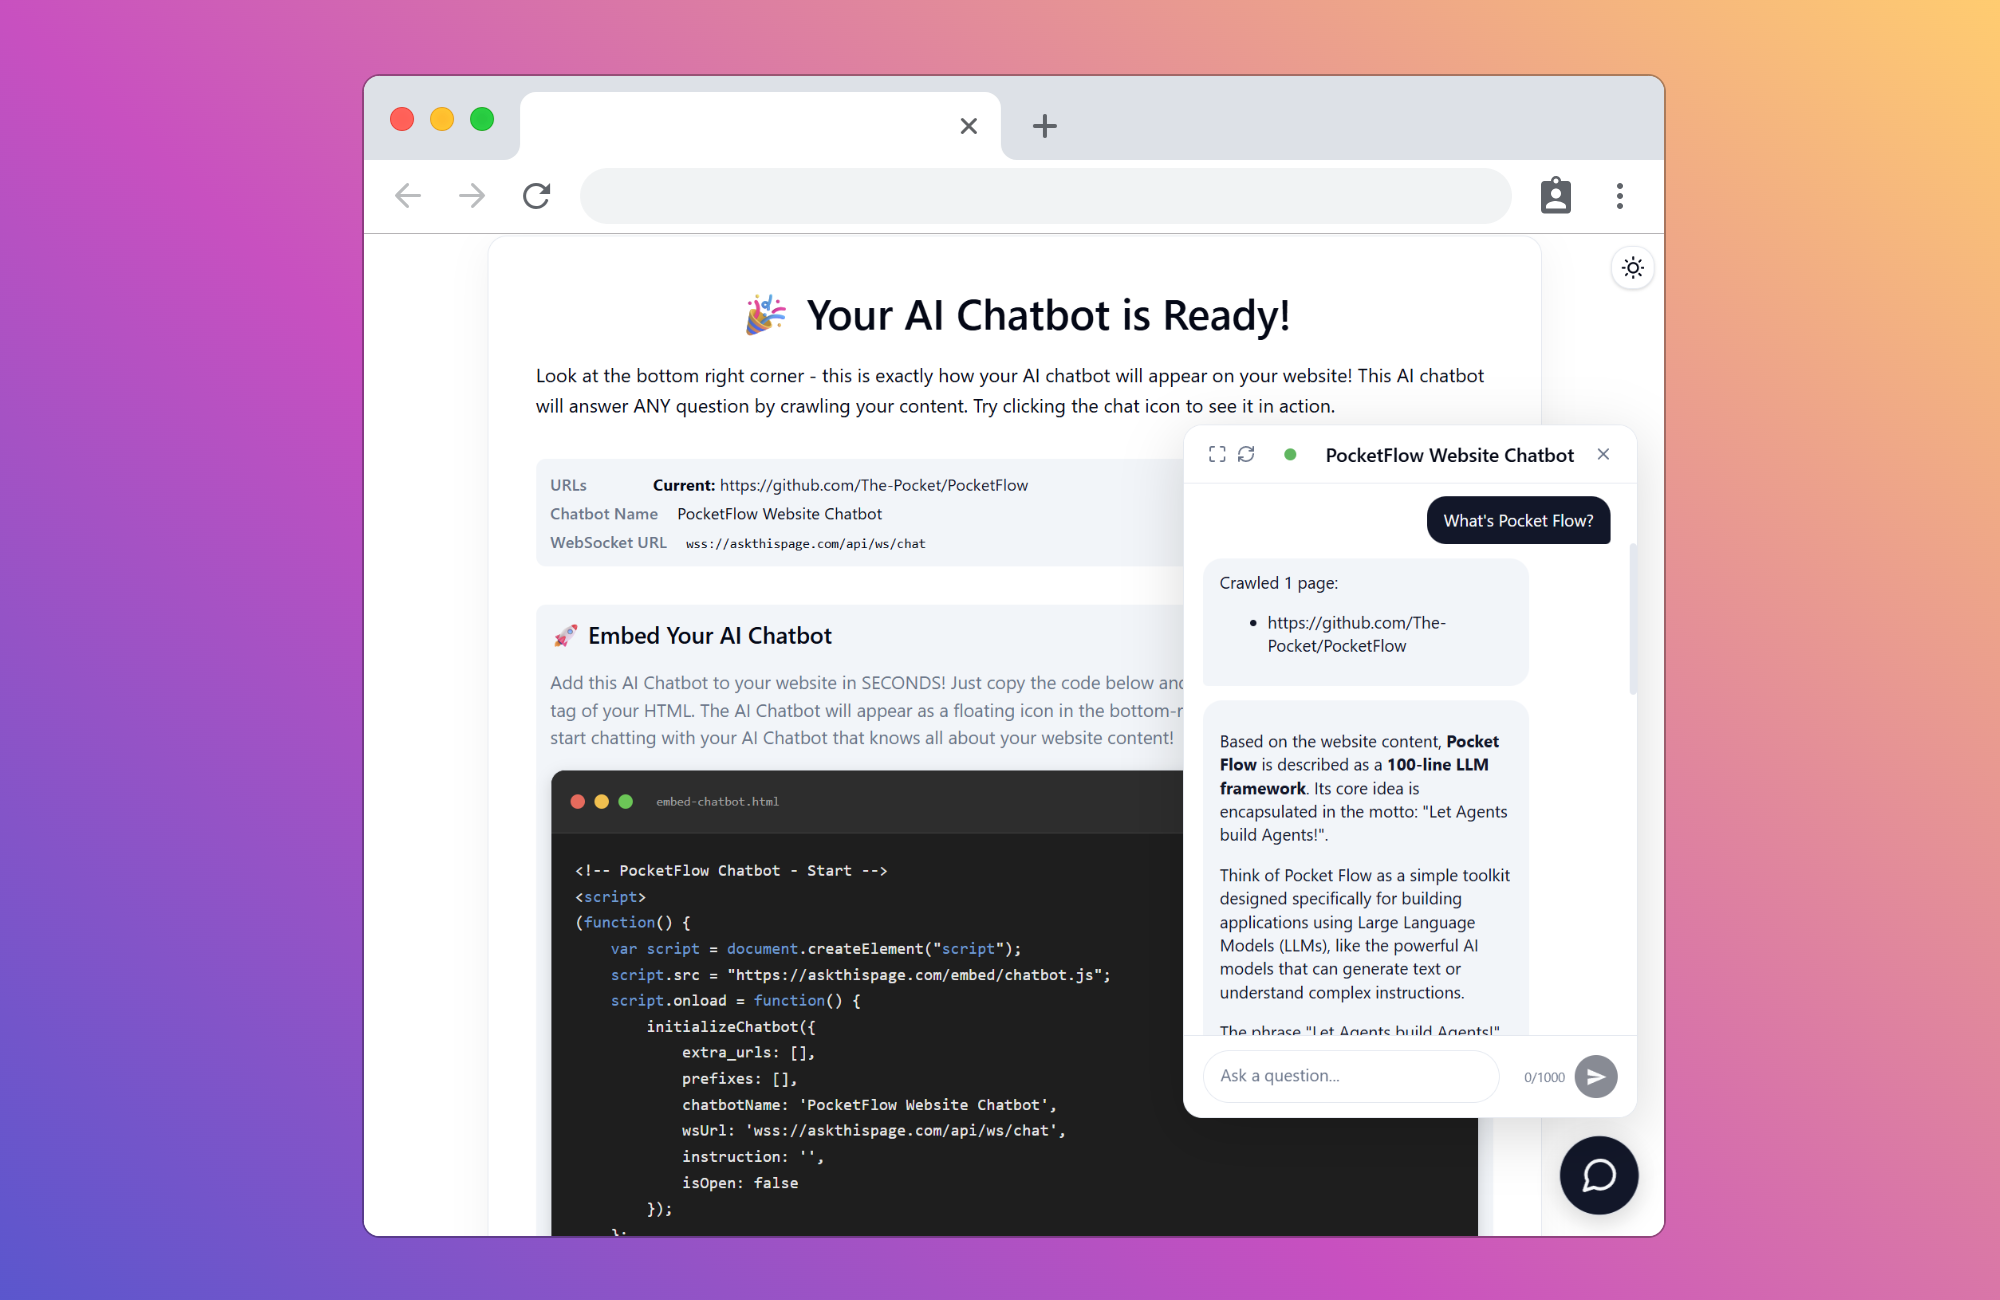 Your AI Chatbot is Ready!
Look at the bottom right corner - this is exactly how your AI chatbot will appear on your website! This AI chatbot
will answer ANY question by crawling your content. Try clicking the chat icon to see it in action.
URLs Current: https://github.com/The-Pocket/PocketFlow
Chatbot Name PocketFlow Website Chatbot
WebSocket URL wss://askthispage.com/api/ws/chat
Embed Your AI Chatbot
Add this AI Chatbot to your website in SECONDS! Just copy the code below and
tag of your HTML. The AI Chatbot will appear as a floating icon in the bottom-r
start chatting with your AI Chatbot that knows all about your website content!
embed-chatbot.html
<!-- PocketFlow Chatbot - Start -->
<script>
(function() {
var script = document.createElement("script");
script.src = "https://askthispage.com/embed/chatbot.js";
script.onload = function() {
initializeChatbot({
extra_urls: [],
prefixes: [],
chatbotName: 'PocketFlow Website Chatbot',
wsUrl: 'wss://askthispage.com/api/ws/chat',
instruction: '',
isOpen: false
});
};
PocketFlow Website Chatbot
What's Pocket Flow?
Crawled 1 page:
• https://github.com/The-
Pocket/PocketFlow
Based on the website content, Pocket
Flow is described as a 100-line LLM
framework. Its core idea is
encapsulated in the motto: "Let Agents
build Agents!".
Think of Pocket Flow as a simple toolkit
designed specifically for building
applications using Large Language
Models (LLMs), like the powerful AI
models that can generate text or
understand complex instructions.
The phrase "Let Agents build Agents!"
Ask a question...
0/1000